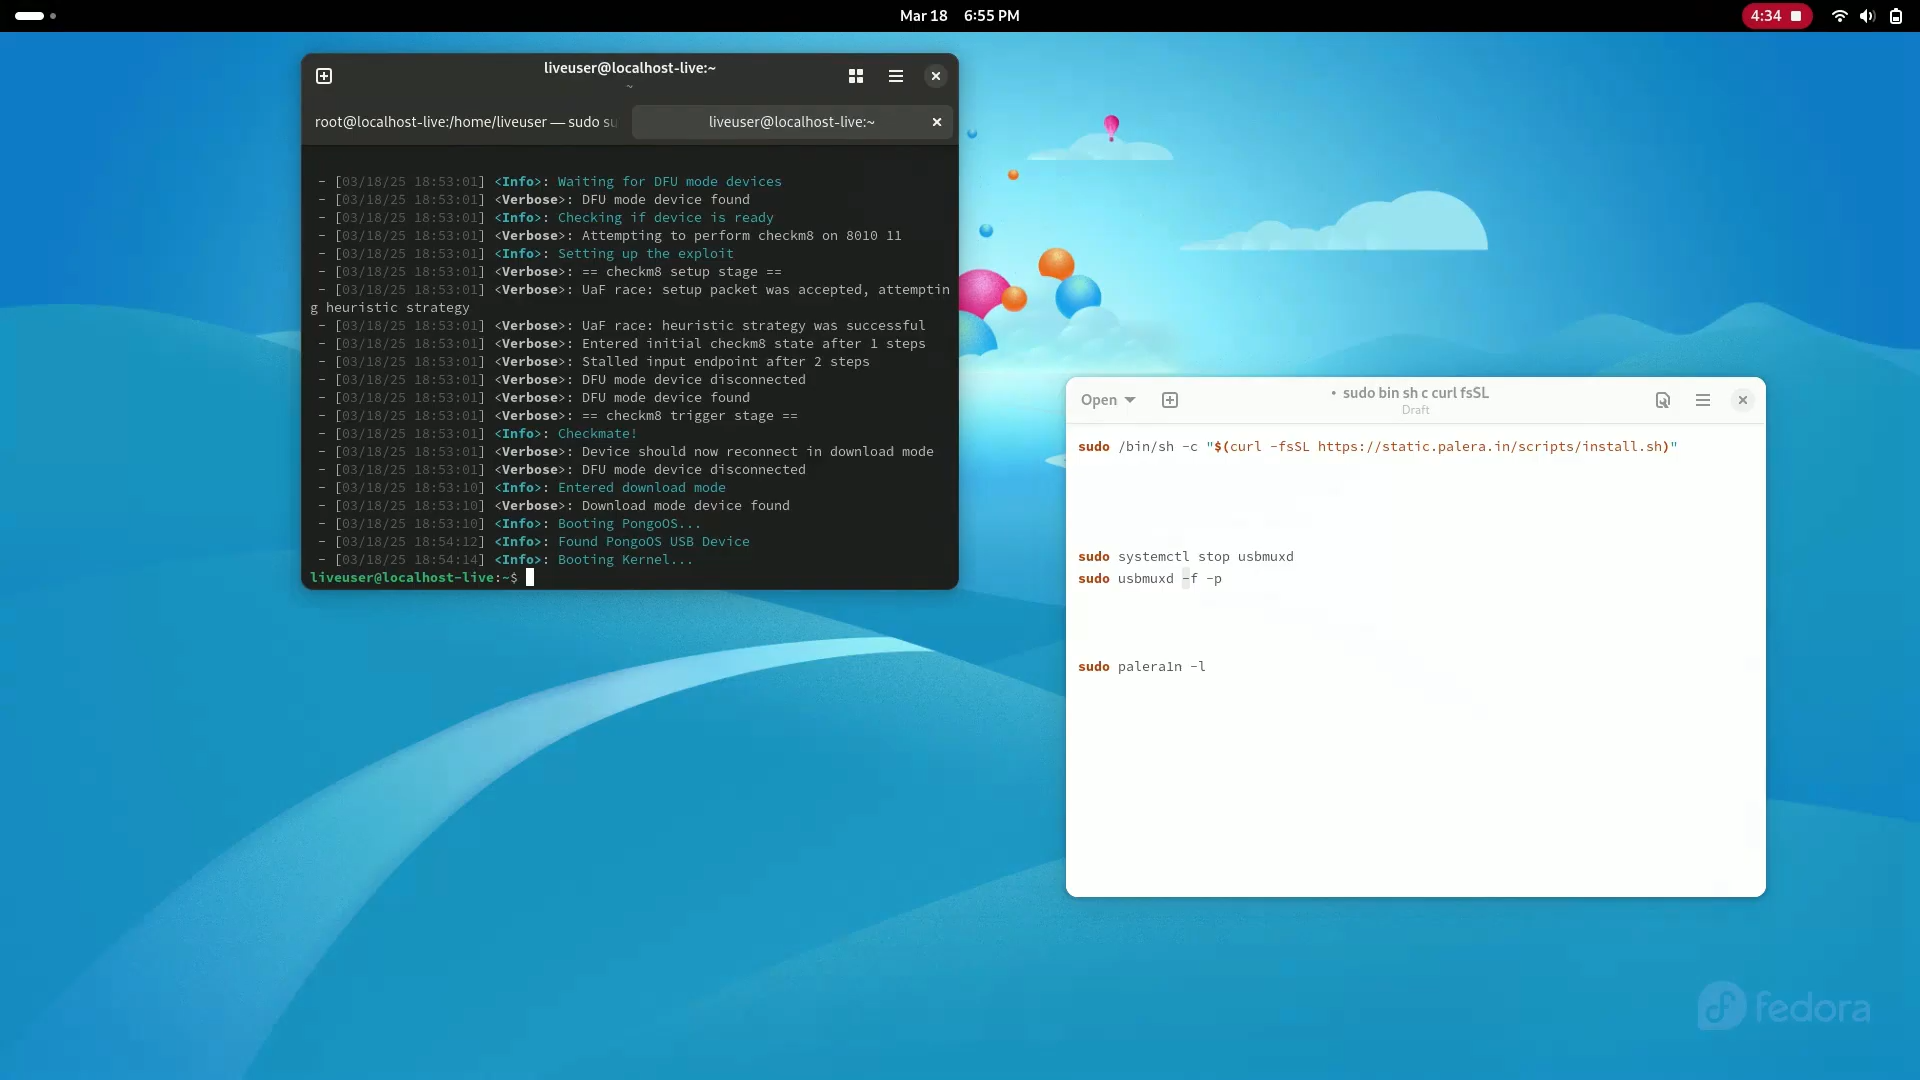 Mar 18 6:55 PM
4:34
liveuser@localhost-live:~
~
root@localhost-live:/home/liveuser — sudo su
liveuser@localhost-live:~
- [03/18/25 18:53:01] <Info>: Waiting for DFU mode devices
- [03/18/25 18:53:01] <Verbose>: DFU mode device found
- [03/18/25 18:53:01] <Info>: Checking if device is ready
- [03/18/25 18:53:01] <Verbose>: Attempting to perform checkm8 on 8010 11
- [03/18/25 18:53:01] <Info>: Setting up the exploit
- [03/18/25 18:53:01] <Verbose>: == checkm8 setup stage ==
- [03/18/25 18:53:01] <Verbose>: UaF race: setup packet was accepted, attemptin
g heuristic strategy
- [03/18/25 18:53:01] <Verbose>: UaF race: heuristic strategy was successful
- [03/18/25 18:53:01] <Verbose>: Entered initial checkm8 state after 1 steps
- [03/18/25 18:53:01] <Verbose>: Stalled input endpoint after 2 steps
- [03/18/25 18:53:01] <Verbose>: DFU mode device disconnected
- [03/18/25 18:53:01] <Verbose>: DFU mode device found
- [03/18/25 18:53:01] <Verbose>: == checkm8 trigger stage ==
- [03/18/25 18:53:01] <Info>: Checkmate!
- [03/18/25 18:53:01] <Verbose>: Device should now reconnect in download mode
- [03/18/25 18:53:01] <Verbose>: DFU mode device disconnected
- [03/18/25 18:53:10] <Info>: Entered download mode
- [03/18/25 18:53:10] <Verbose>: Download mode device found
- [03/18/25 18:53:10] <Info>: Booting PongoOS...
- [03/18/25 18:54:12] <Info>: Found PongoOS USB Device
- [03/18/25 18:54:14] <Info>: Booting Kernel...
liveuser@localhost-live:~$
Open
• sudo bin sh c curl fsSL
Draft
sudo /bin/sh -c "$(curl -fsSL https://static.palera.in/scripts/install.sh)"
sudo systemctl stop usbmuxd
sudo usbmuxd -f -p
sudo palera1n -l
fedora